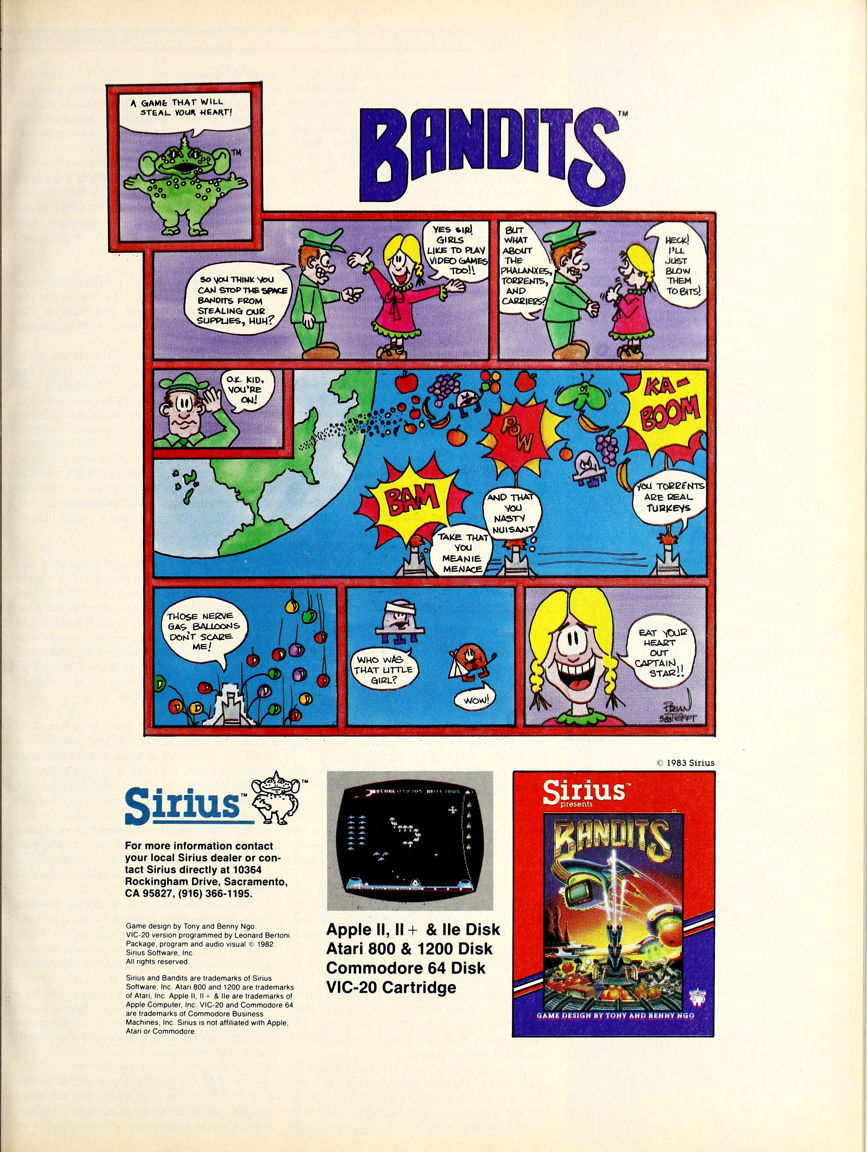 A GAME THAT WILL
STEAL YOUR HEART!
TM
BANDITS™
SO YOU THINK YOU
CAN STOP THE SPACE
BANDITS FROM
STEALING OUR
SUPPLIES, HUH?
YES SIR!
GIRLS
LIKE TO PLAY
VIDEO GAMES
TOO!!
BUT
WHAT
ABOUT
THE
PHALANXES,
TORRENTS,
AND
CARRIERS?
HECK!
I'LL
JUST
BLOW
THEM
TO BITS!
O.K. KID,
YOU'RE
ON!
BAM
POW
KA-
BOOM
TAKE THAT
YOU
MEANIE
MENACE
AND THAT
YOU
NASTY
NUISANT
YOU TORRENTS
ARE REAL
TURKEYS
THOSE NERVE
GAS BALLOONS
DON'T SCARE
ME!
WHO WAS
THAT LITTLE
GIRL?
WOW!
EAT YOUR
HEART
OUT
CAPTAIN
STAR!!
BRIAN
© 1983 Sirius
Sirius™
TM
For more information contact
your local Sirius dealer or con-
tact Sirius directly at 10364
Rockingham Drive, Sacramento,
CA 95827, (916) 366-1195.
Game design by Tony and Benny Ngo.
VIC-20 version programmed by Leonard Bertoni.
Package, program and audio visual © 1982
Sirius Software, Inc.
All rights reserved.
Sirius and Bandits are trademarks of Sirius
Software, Inc. Atari 800 and 1200 are trademarks
of Atari, Inc. Apple II, II+ & IIe are trademarks of
Apple Computer, Inc. VIC-20 and Commodore 64
are trademarks of Commodore Business
Machines, Inc. Sirius is not affiliated with Apple,
Atari or Commodore.
SCORE
Apple II, II+ & IIe Disk
Atari 800 & 1200 Disk
Commodore 64 Disk
VIC-20 Cartridge
Sirius™
presents
BANDITS
GAME DESIGN BY TONY AND BENNY NGO